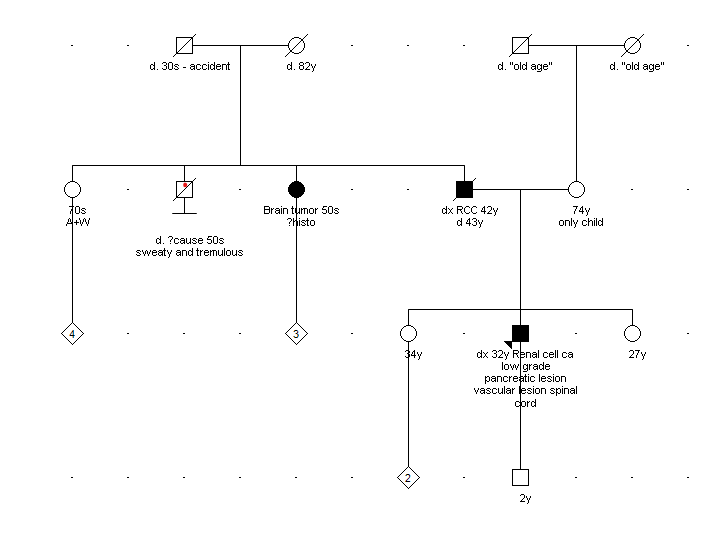 d. 30s - accident
d. 82y
d. "old age"
d. "old age"
70s
A+W
d. ?cause 50s
sweaty and tremulous
Brain tumor 50s
?histo
dx RCC 42y
d 43y
74y
only child
4
3
34y
dx 32y Renal cell ca
low grade
pancreatic lesion
vascular lesion spinal
cord
27y
2
2y